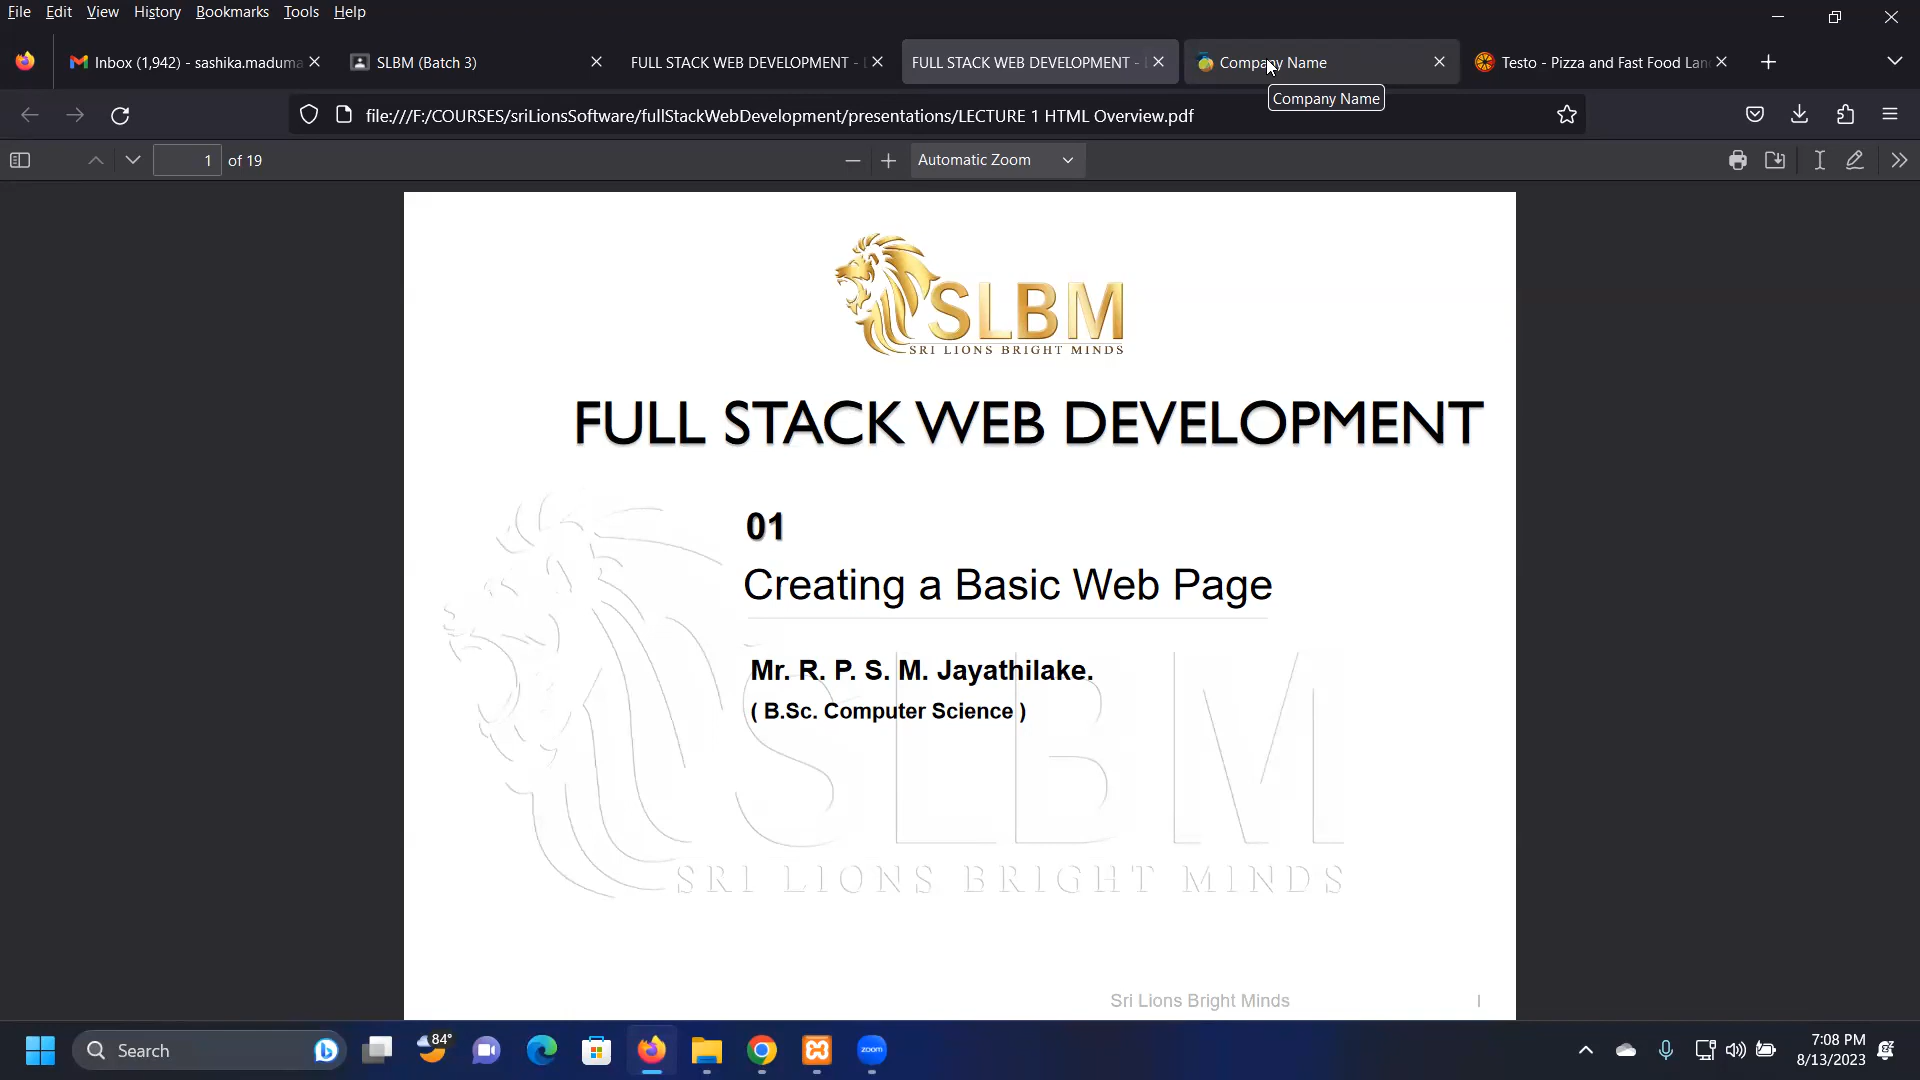 File Edit View History Bookmarks Tools Help
Inbox (1,942) - sashika.maduma
SLBM (Batch 3)
FULL STACK WEB DEVELOPMENT - L
FULL STACK WEB DEVELOPMENT - L
Company Name
Testo - Pizza and Fast Food Lan
Company Name
file:///F:/COURSES/sriLionsSoftware/fullStackWebDevelopment/presentations/LECTURE 1 HTML Overview.pdf
1 of 19
Automatic Zoom
SLBM
SRI LIONS BRIGHT MINDS
FULL STACK WEB DEVELOPMENT
01
Creating a Basic Web Page
Mr. R. P. S. M. Jayathilake.
( B.Sc. Computer Science )
SLBM
SRI LIONS BRIGHT MINDS
Sri Lions Bright Minds 1
Search
84°
zoom
7:08 PM
8/13/2023